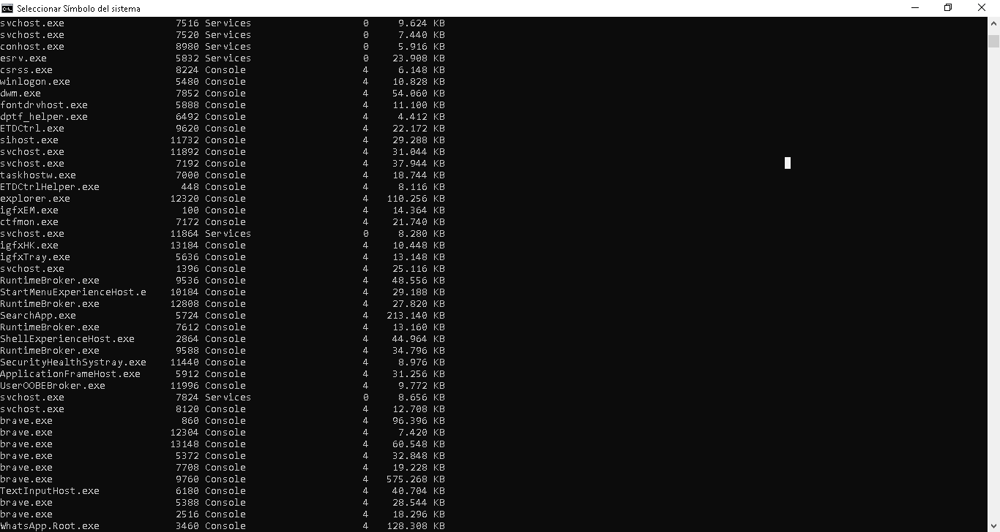 Seleccionar Símbolo del sistema
svchost.exe 7516 Services 0 9.624 KB
svchost.exe 7520 Services 0 7.440 KB
conhost.exe 8980 Services 0 5.916 KB
esrv.exe 5832 Services 0 23.908 KB
csrss.exe 8224 Console 4 6.148 KB
winlogon.exe 5480 Console 4 10.828 KB
dwm.exe 7852 Console 4 54.060 KB
fontdrvhost.exe 5888 Console 4 11.100 KB
dptf_helper.exe 6492 Console 4 4.412 KB
ETDCtrl.exe 9620 Console 4 22.172 KB
sihost.exe 11732 Console 4 29.288 KB
svchost.exe 11892 Console 4 31.044 KB
svchost.exe 7192 Console 4 37.944 KB
taskhostw.exe 7000 Console 4 18.744 KB
ETDCtrlHelper.exe 448 Console 4 8.116 KB
explorer.exe 12320 Console 4 110.256 KB
igfxEM.exe 100 Console 4 14.364 KB
ctfmon.exe 7172 Console 4 21.740 KB
svchost.exe 11864 Services 0 8.280 KB
igfxHK.exe 13184 Console 4 10.448 KB
igfxTray.exe 5636 Console 4 13.148 KB
svchost.exe 1396 Console 4 25.116 KB
RuntimeBroker.exe 9536 Console 4 48.556 KB
StartMenuExperienceHost.e 10184 Console 4 29.188 KB
RuntimeBroker.exe 12808 Console 4 27.820 KB
SearchApp.exe 5724 Console 4 213.140 KB
RuntimeBroker.exe 7612 Console 4 13.160 KB
ShellExperienceHost.exe 2864 Console 4 44.964 KB
RuntimeBroker.exe 9588 Console 4 34.796 KB
SecurityHealthSystray.exe 11440 Console 4 8.976 KB
ApplicationFrameHost.exe 5912 Console 4 31.256 KB
UserOOBEBroker.exe 11996 Console 4 9.772 KB
svchost.exe 7824 Services 0 8.656 KB
svchost.exe 8120 Console 4 12.708 KB
brave.exe 860 Console 4 96.396 KB
brave.exe 12304 Console 4 7.420 KB
brave.exe 13148 Console 4 60.548 KB
brave.exe 5372 Console 4 32.848 KB
brave.exe 7708 Console 4 19.228 KB
brave.exe 9760 Console 4 575.268 KB
TextInputHost.exe 6180 Console 4 40.704 KB
brave.exe 5388 Console 4 28.544 KB
brave.exe 2516 Console 4 18.296 KB
WhatsApp.Root.exe 3460 Console 4 128.308 KB